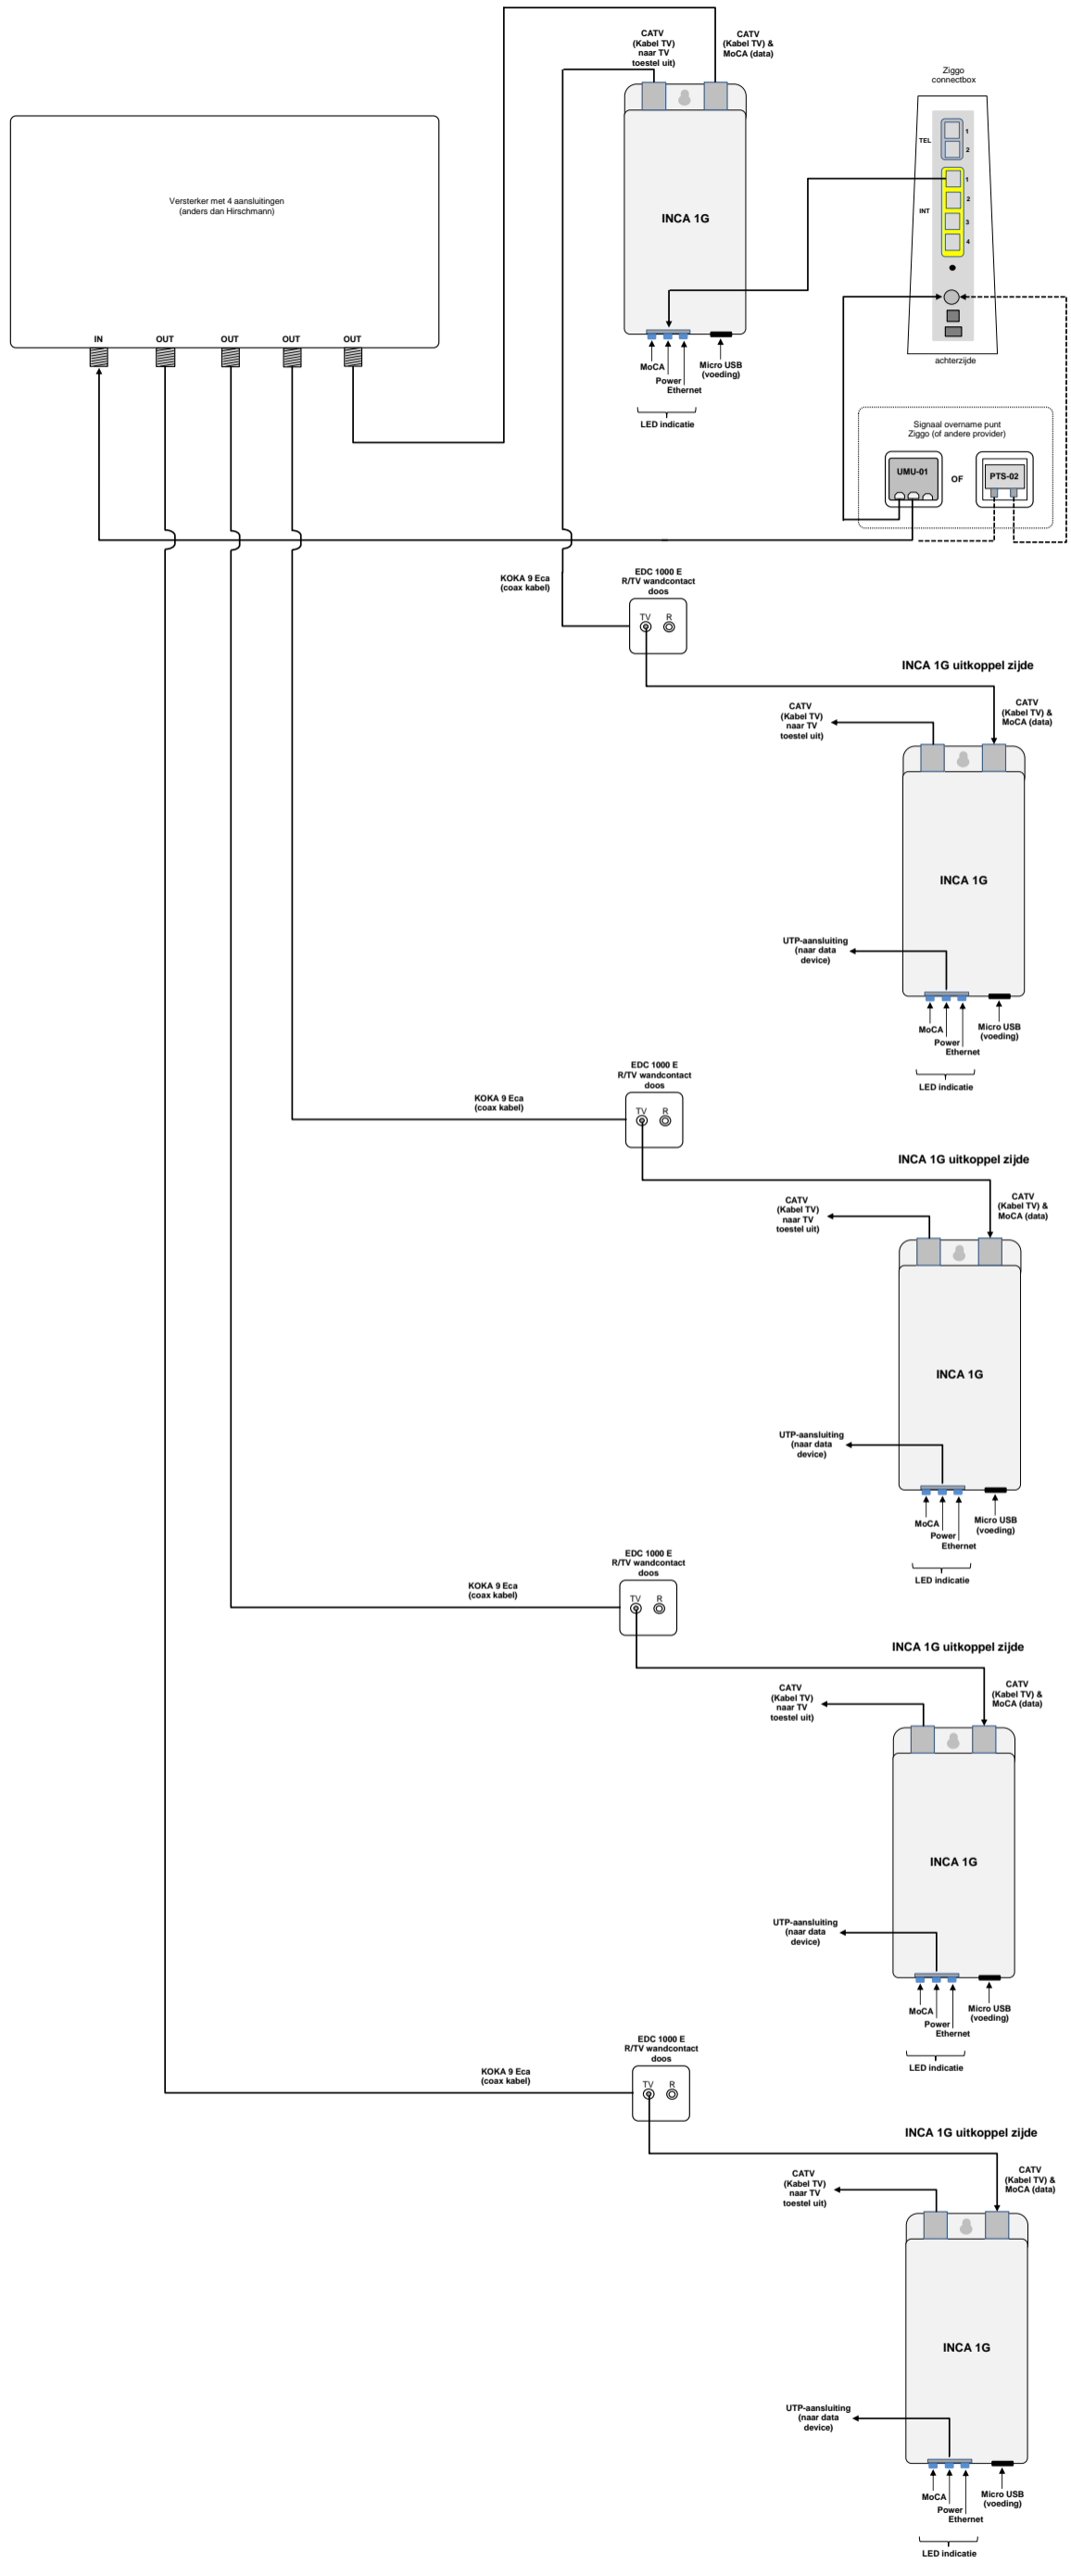 CATV
(Kabel TV)
naar TV
toestel uit)
CATV
(Kabel TV) &
MoCA (data)
Ziggo
connectbox
TEL
1
2
INT
1
2
3
4
achterzijde
Versterker met 4 aansluitingen
(anders dan Hirschmann)
IN
OUT
OUT
OUT
OUT
INCA 1G
MoCA
Power
Ethernet
Micro USB
(voeding)
LED indicatie
Signaal overname punt
Ziggo (of andere provider)
UMU-01
OF
PTS-02
KOKA 9 Eca
(coax kabel)
EDC 1000 E
R/TV wandcontact
doos
TV
R
INCA 1G uitkoppel zijde
CATV
(Kabel TV)
naar TV
toestel uit)
CATV
(Kabel TV) &
MoCA (data)
INCA 1G
UTP-aansluiting
(naar data
device)
MoCA
Power
Ethernet
Micro USB
(voeding)
LED indicatie
KOKA 9 Eca
(coax kabel)
EDC 1000 E
R/TV wandcontact
doos
TV
R
INCA 1G uitkoppel zijde
CATV
(Kabel TV)
naar TV
toestel uit)
CATV
(Kabel TV) &
MoCA (data)
INCA 1G
UTP-aansluiting
(naar data
device)
MoCA
Power
Ethernet
Micro USB
(voeding)
LED indicatie
KOKA 9 Eca
(coax kabel)
EDC 1000 E
R/TV wandcontact
doos
TV
R
INCA 1G uitkoppel zijde
CATV
(Kabel TV)
naar TV
toestel uit)
CATV
(Kabel TV) &
MoCA (data)
INCA 1G
UTP-aansluiting
(naar data
device)
MoCA
Power
Ethernet
Micro USB
(voeding)
LED indicatie
KOKA 9 Eca
(coax kabel)
EDC 1000 E
R/TV wandcontact
doos
TV
R
INCA 1G uitkoppel zijde
CATV
(Kabel TV)
naar TV
toestel uit)
CATV
(Kabel TV) &
MoCA (data)
INCA 1G
UTP-aansluiting
(naar data
device)
MoCA
Power
Ethernet
Micro USB
(voeding)
LED indicatie